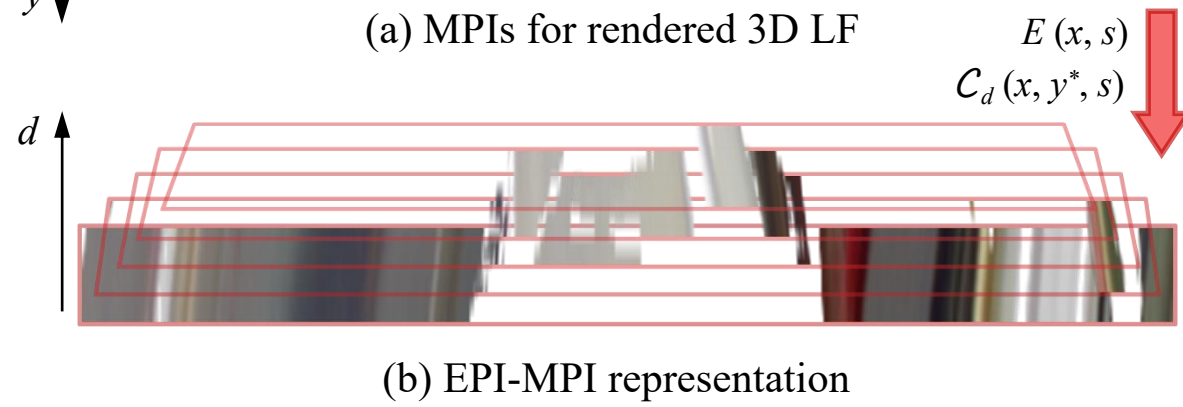 y
(a) MPIs for rendered 3D LF
E (x, s)
𝒞d (x, y*, s)
d
(b) EPI-MPI representation